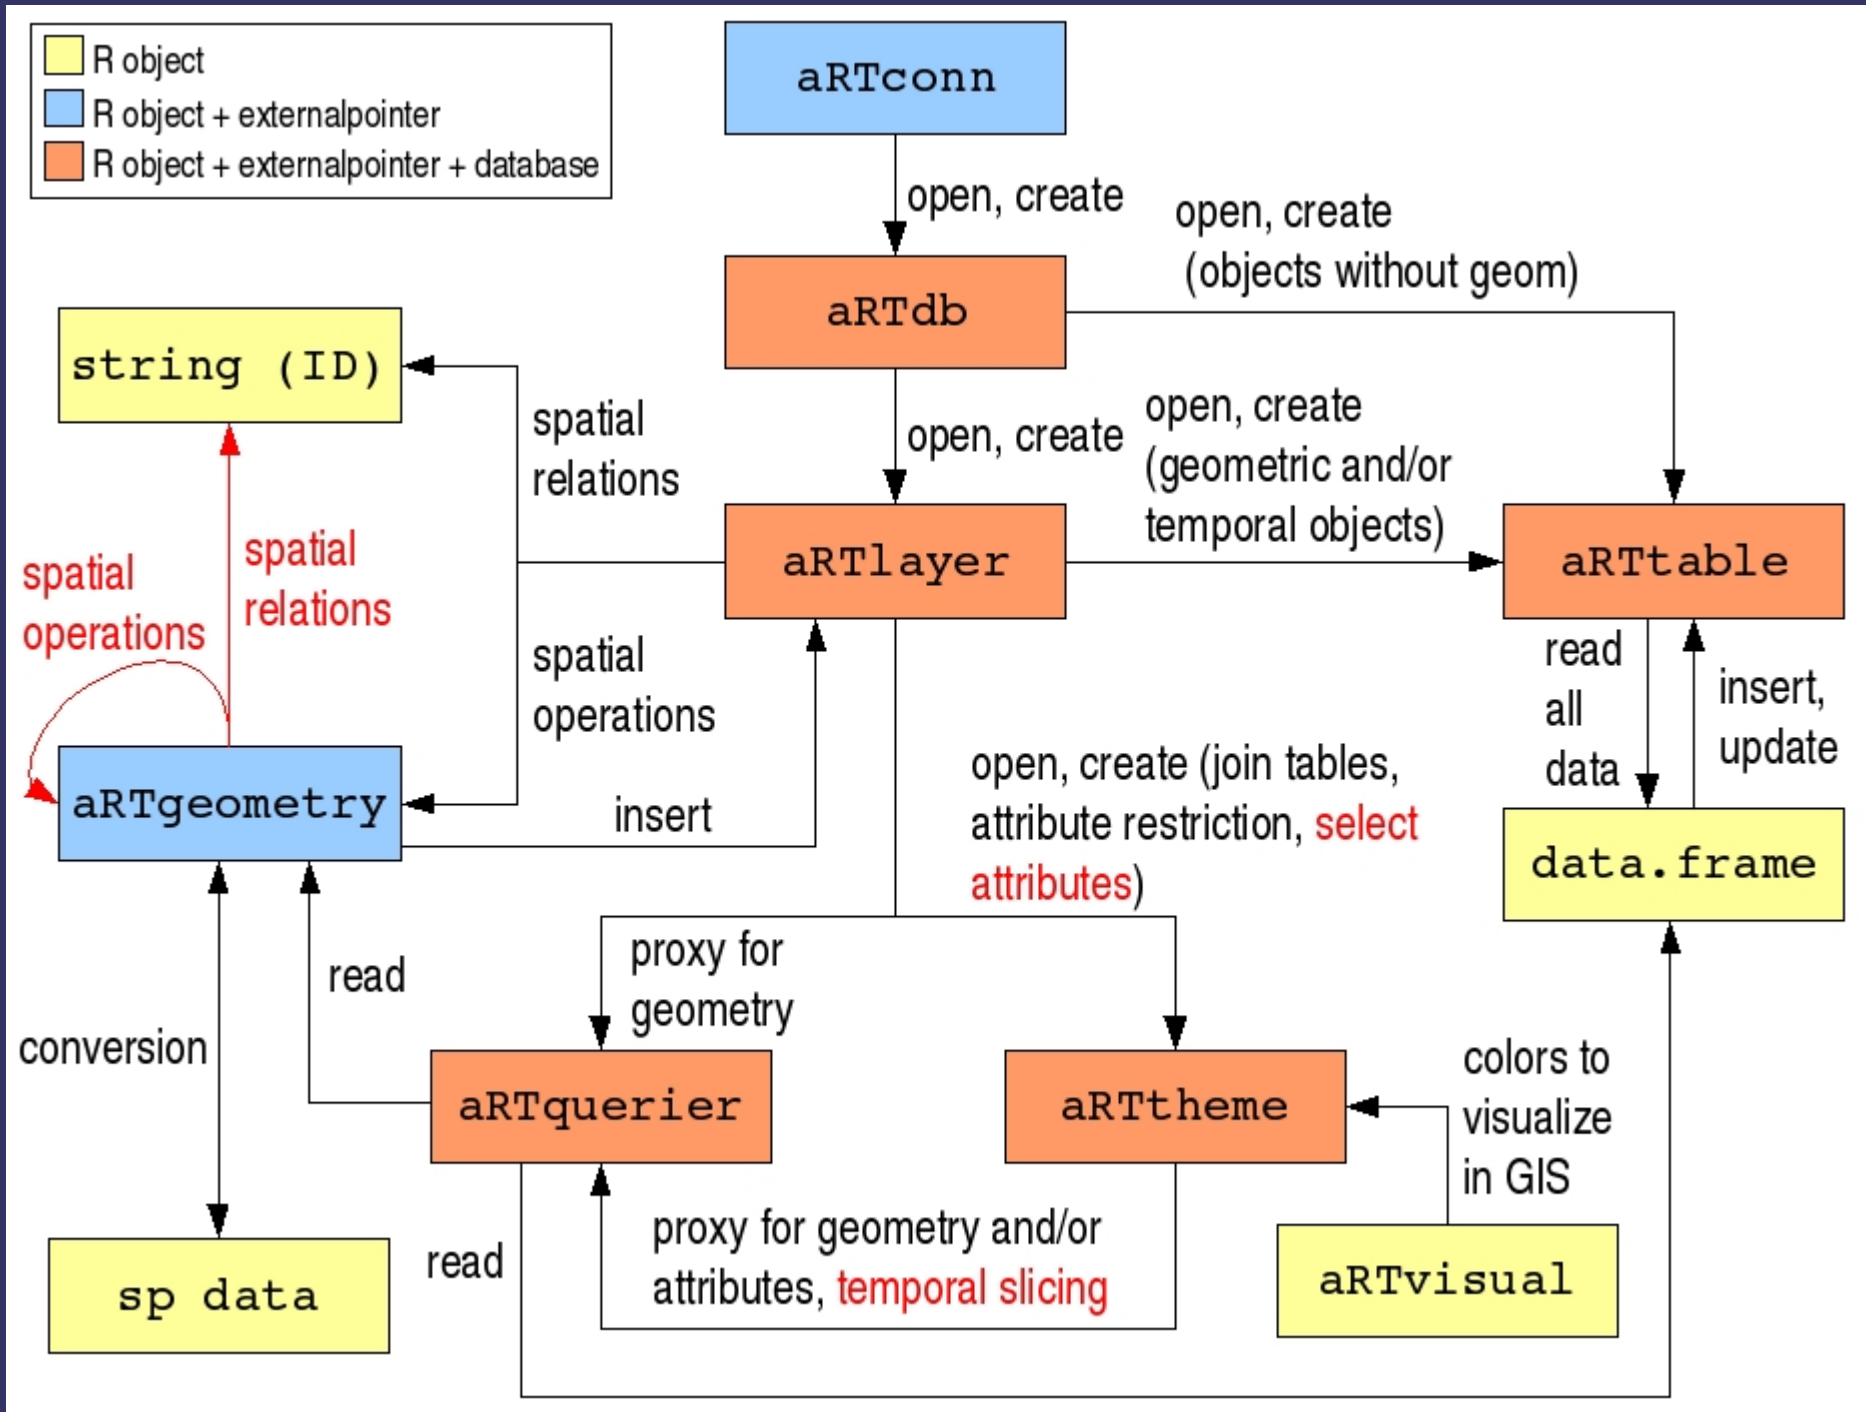 R object
R object + externalpointer
R object + externalpointer + database
aRTconn
open, create
open, create
(objects without geom)
aRTdb
string (ID)
spatial
relations
open, create
open, create
(geometric and/or
temporal objects)
spatial
operations
spatial
relations
aRTlayer
aRTtable
spatial
operations
read
all
data
insert,
update
aRTgeometry
insert
open, create (join tables,
attribute restriction, select
attributes)
data.frame
read
proxy for
geometry
conversion
aRTquerier
aRTtheme
colors to
visualize
in GIS
sp data
read
proxy for geometry and/or
attributes, temporal slicing
aRTvisual